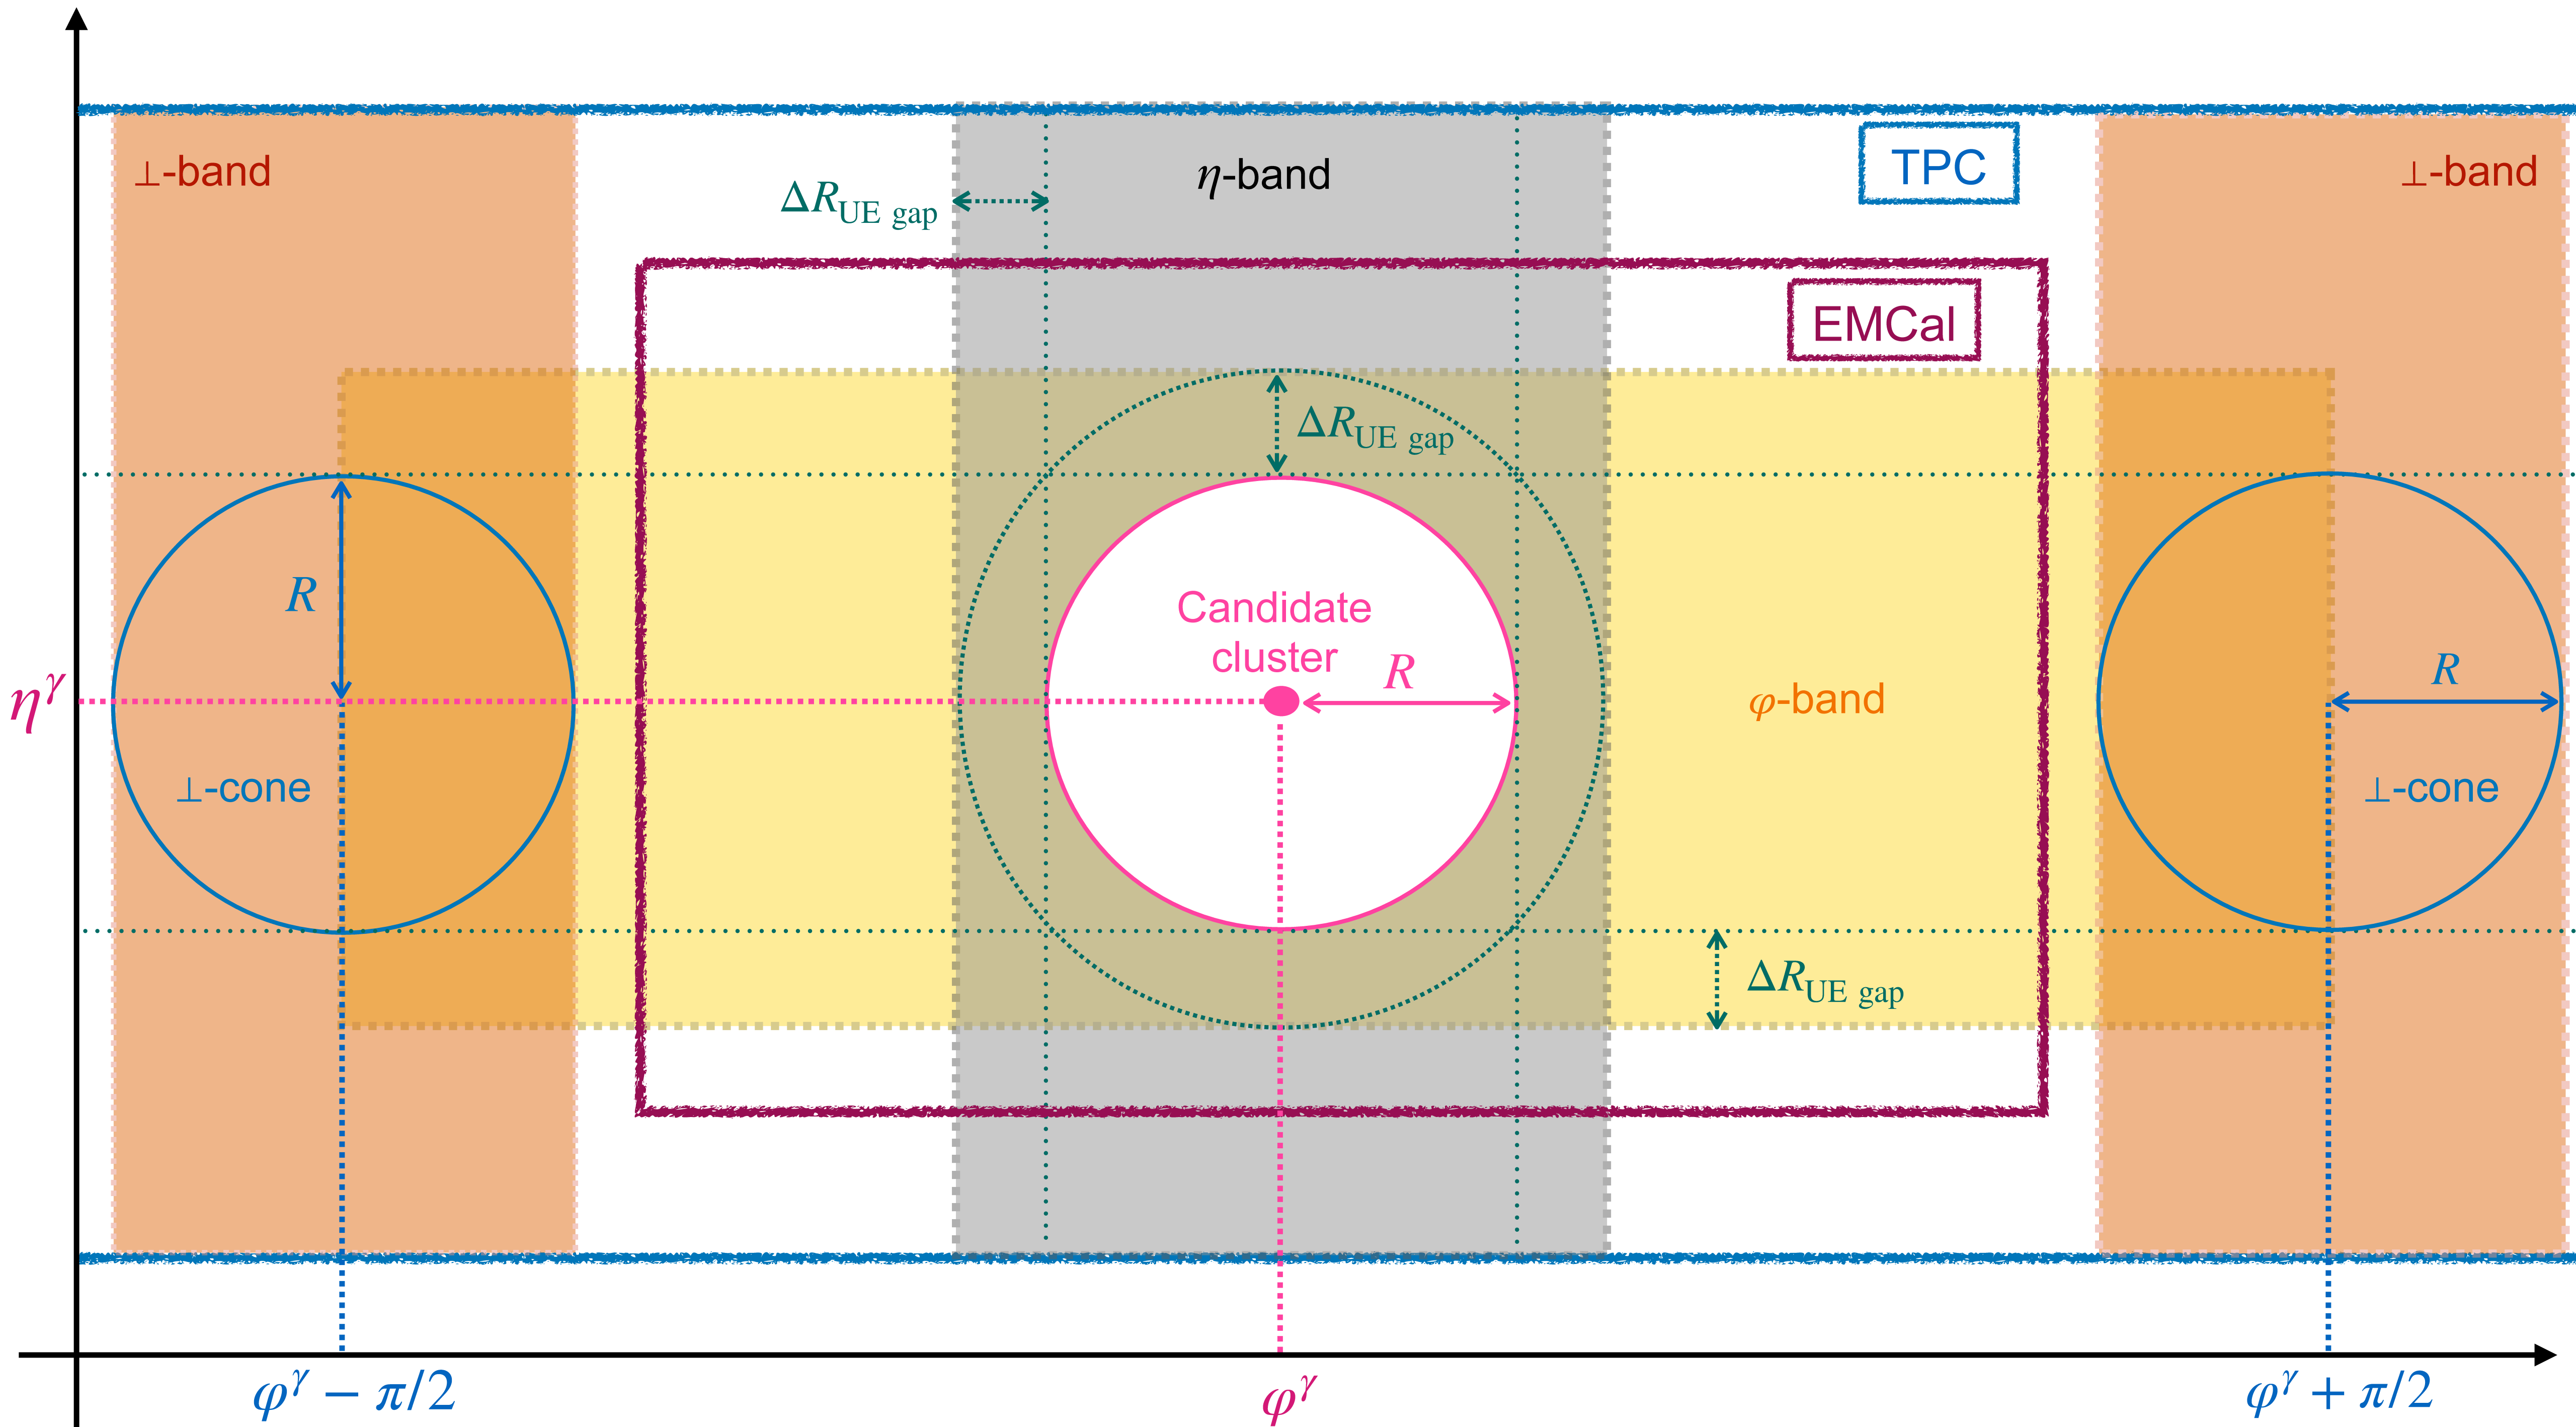 ⊥-band
η-band
TPC
⊥-band
ΔR_UE gap
EMCal
ΔR_UE gap
R
Candidate
cluster
R
R
η^γ
φ-band
⊥-cone
⊥-cone
ΔR_UE gap
φ^γ − π/2
φ^γ
φ^γ + π/2